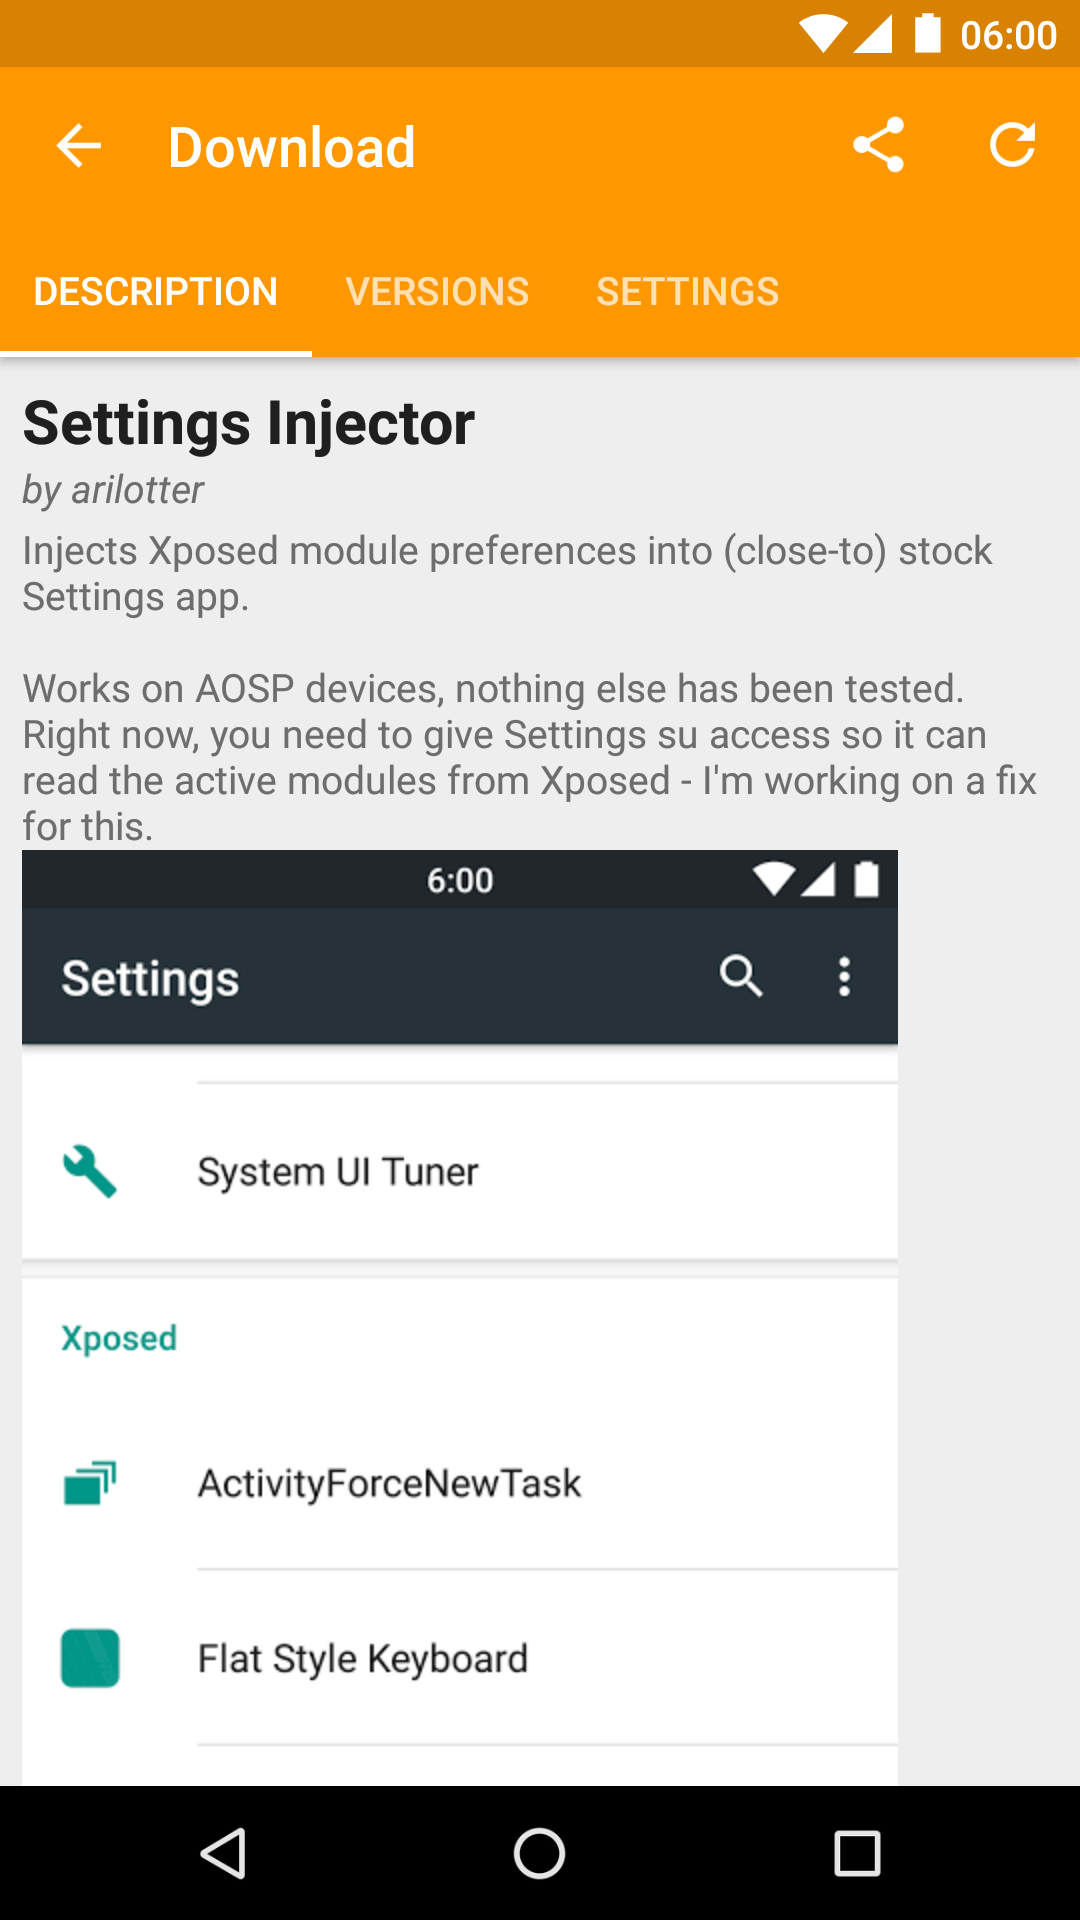 06:00
Download
DESCRIPTION VERSIONS SETTINGS
Settings Injector
by arilotter
Injects Xposed module preferences into (close-to) stock
Settings app.
Works on AOSP devices, nothing else has been tested.
Right now, you need to give Settings su access so it can
read the active modules from Xposed - I'm working on a fix
for this.
6:00
Settings
System UI Tuner
Xposed
ActivityForceNewTask
Flat Style Keyboard